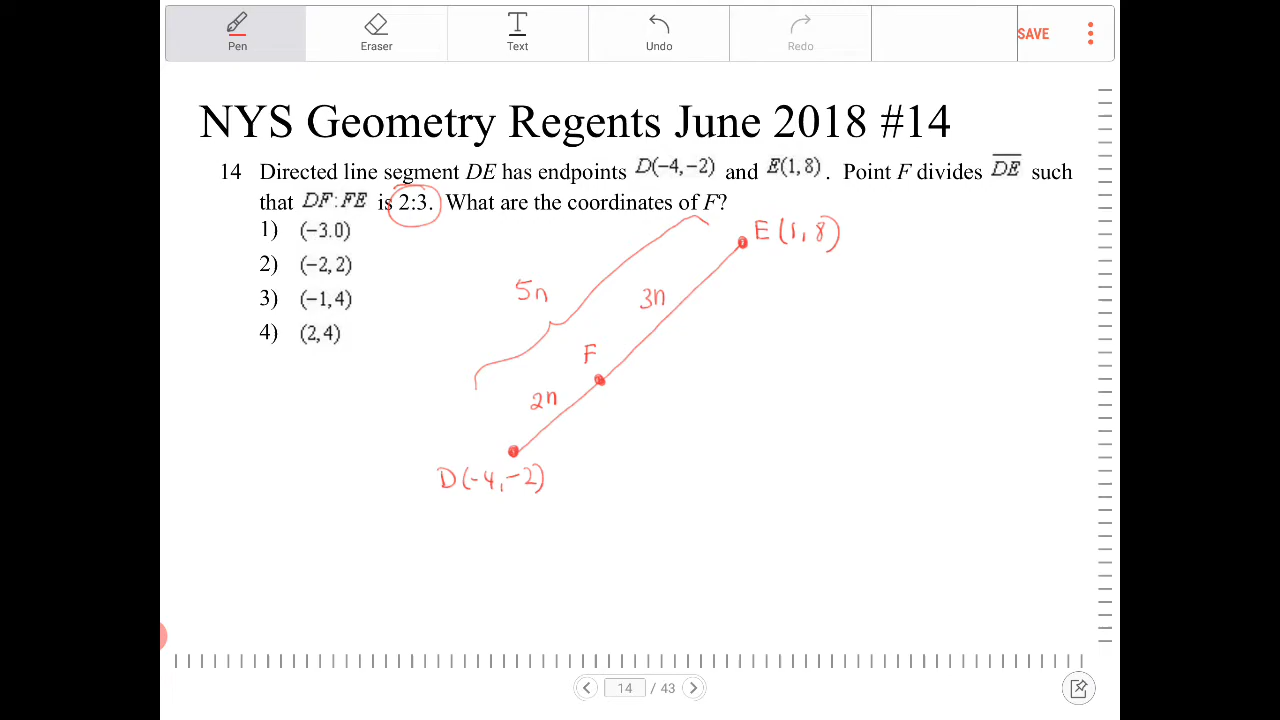 Pen Eraser Text Undo Redo SAVE
NYS Geometry Regents June 2018 #14
14 Directed line segment DE has endpoints D(−4,−2) and E(1,8). Point F divides DE such
that DF:FE is 2:3. What are the coordinates of F?
1) (−3.0)
2) (−2,2)
3) (−1,4)
4) (2,4)
E(1,8)
5n
3n
F
2n
D(-4,-2)
14 / 43